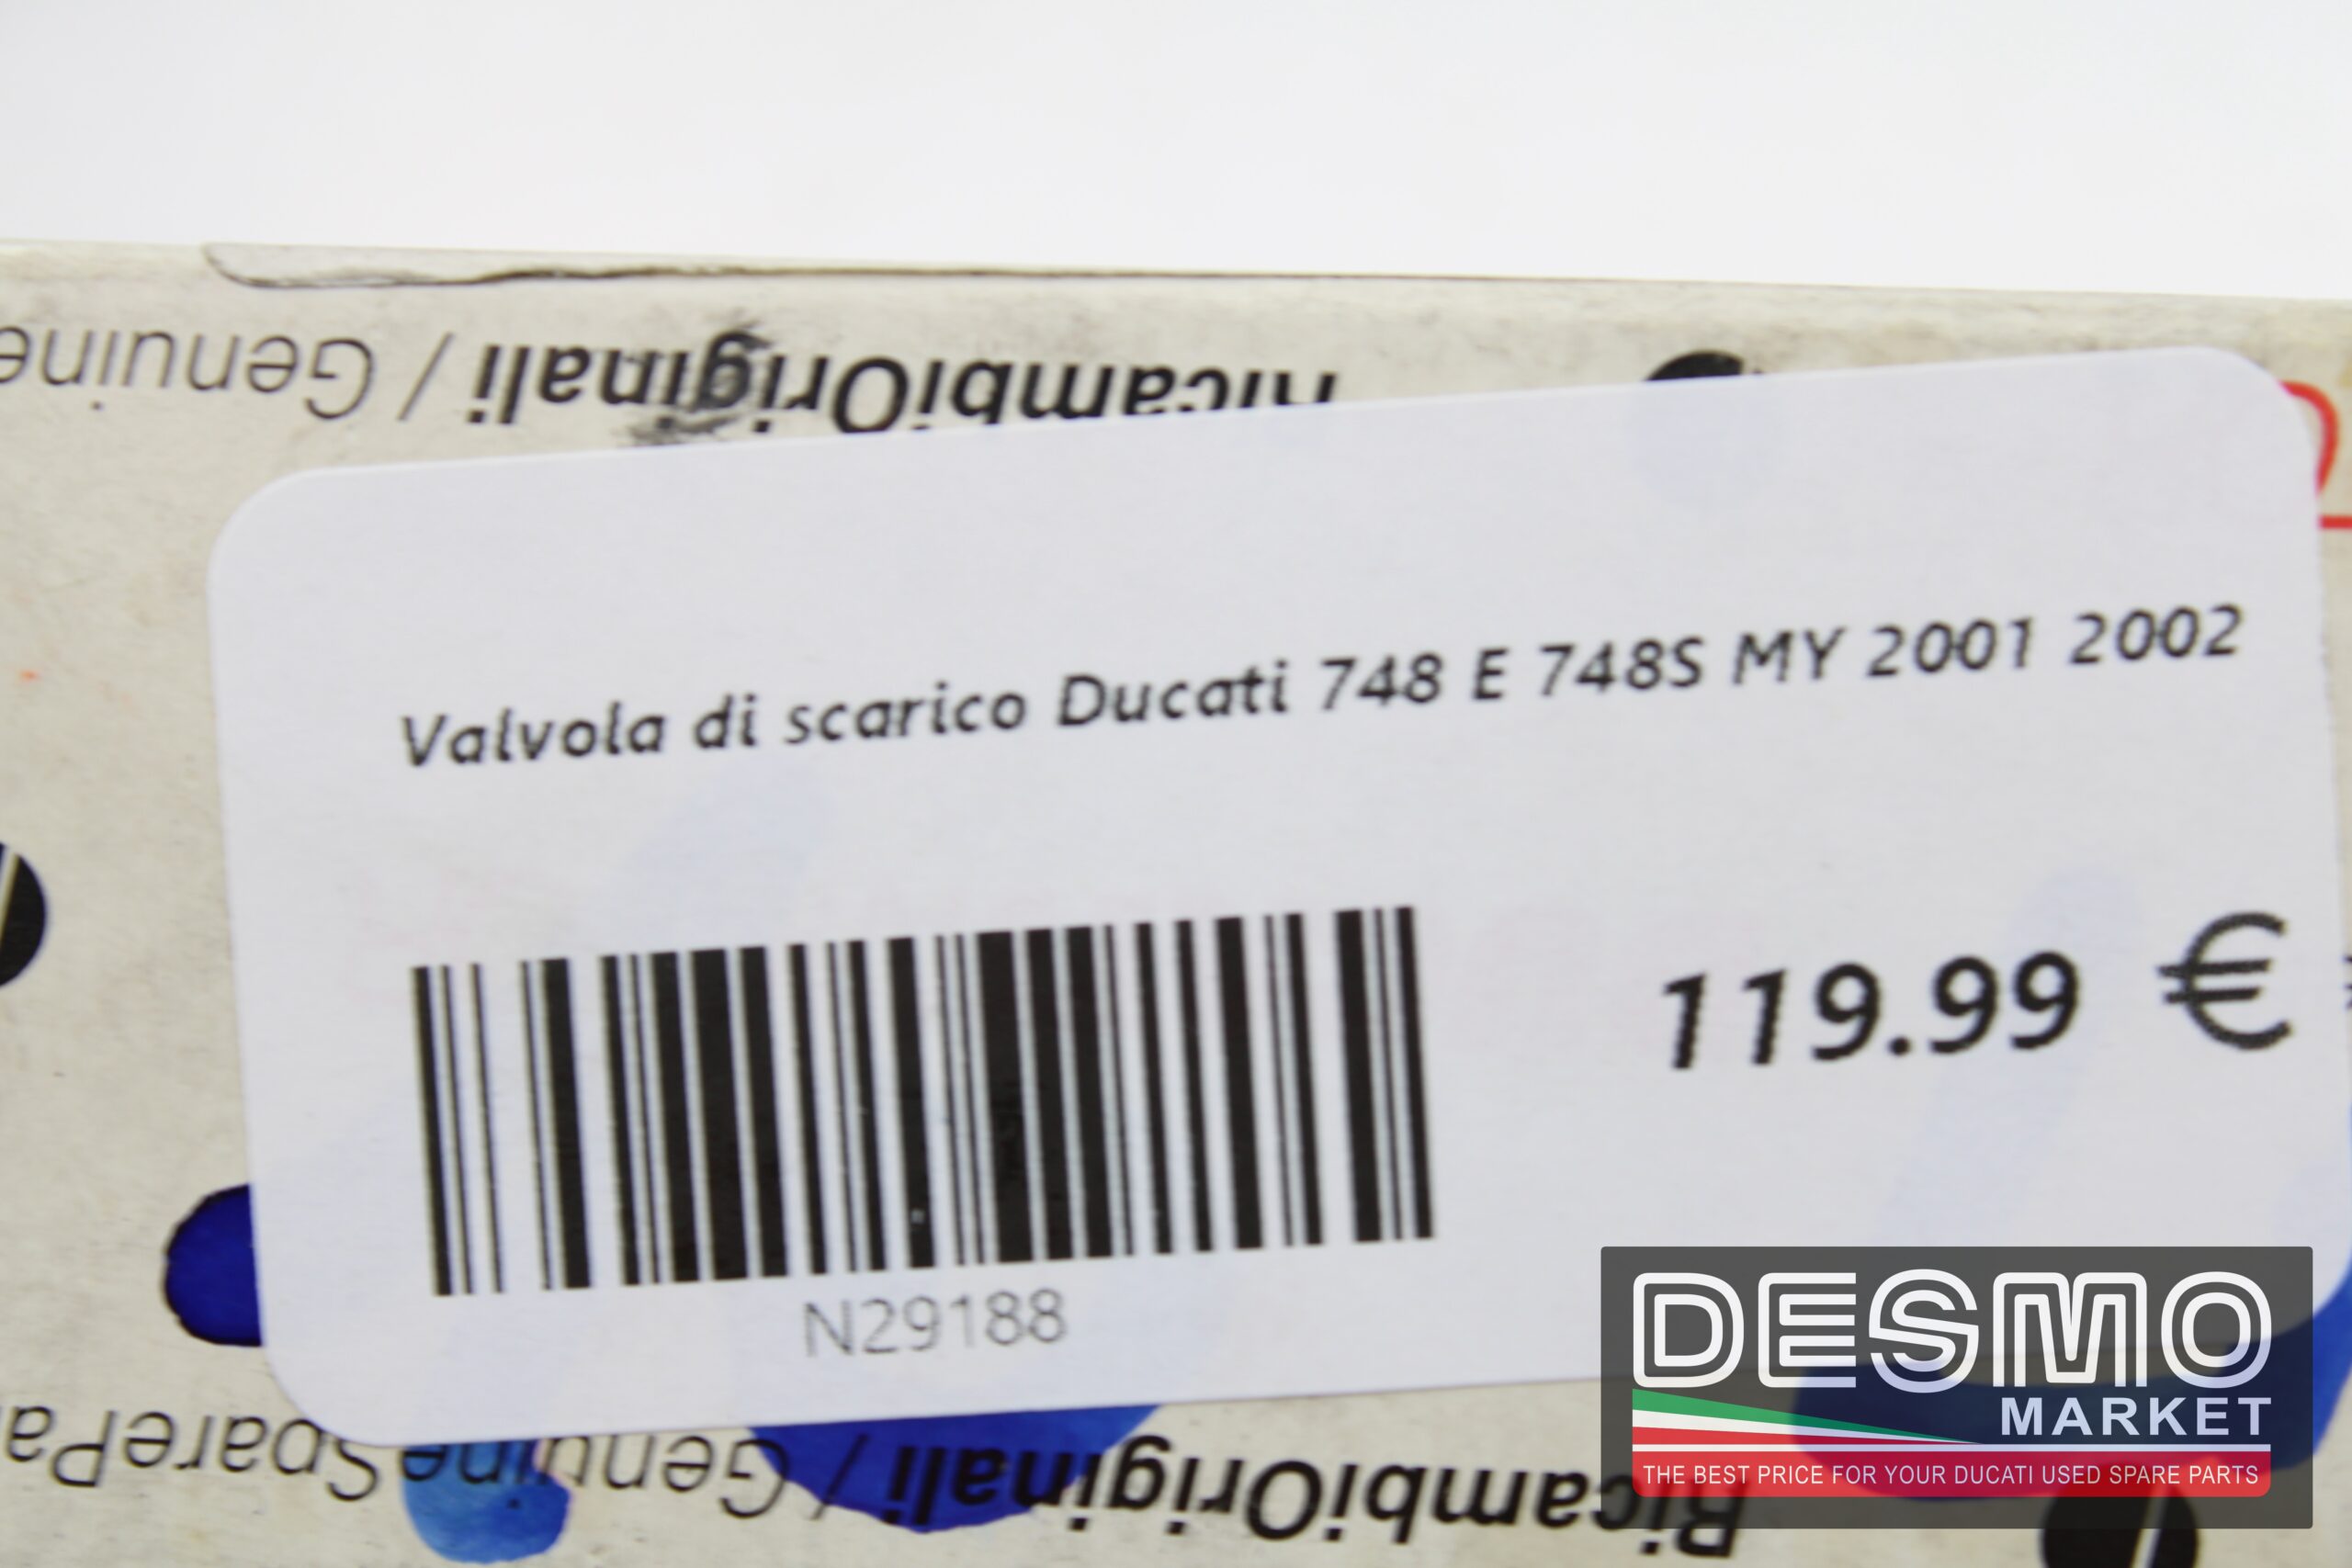 Genuine / RicambiOriginali
Valvola di scarico Ducati 748 E 748S MY 2001 2002
119.99 €
N29188
RicambiOriginali / GenuineSparePa
DESMO
MARKET
THE BEST PRICE FOR YOUR DUCATI USED SPARE PARTS